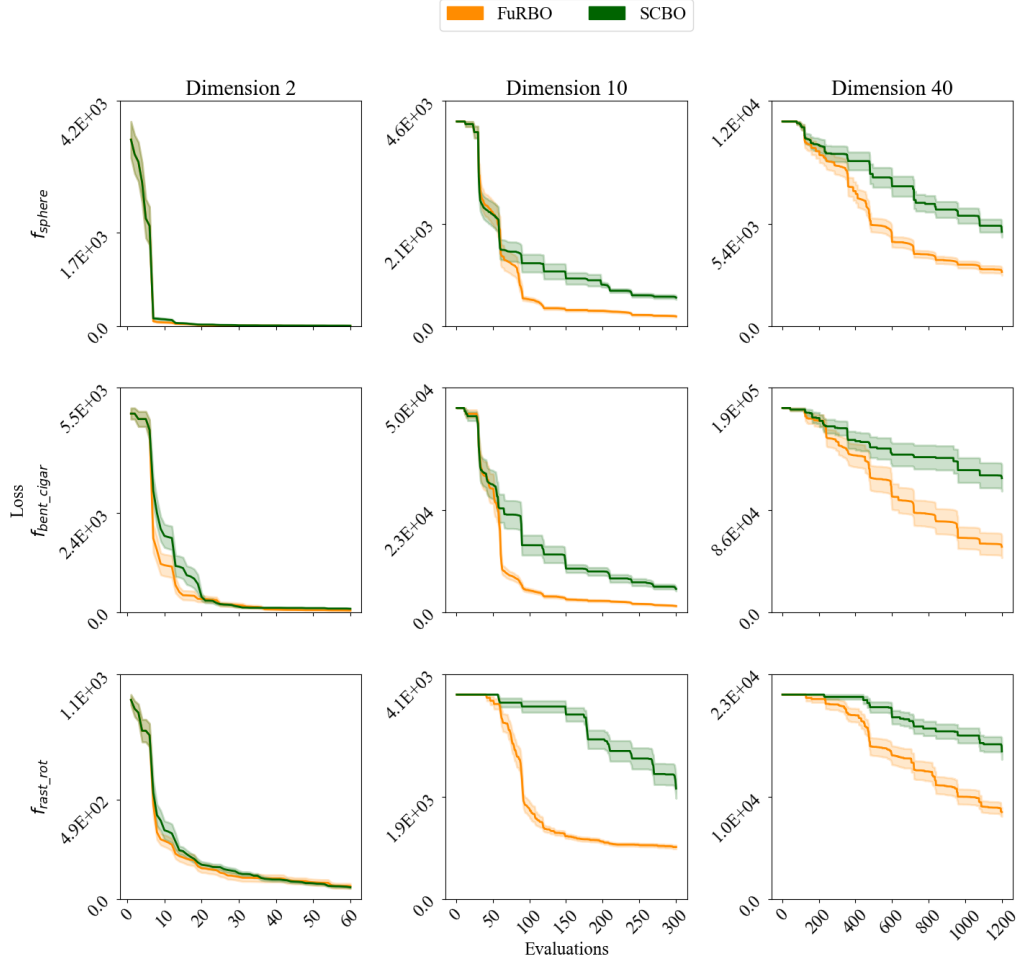 FuRBO SCBO
Dimension 2 Dimension 10 Dimension 40
4.2E+03
1.7E+03
0.0
4.6E+03
2.1E+03
0.0
1.2E+04
5.4E+03
0.0
f_sphere
5.5E+03
2.4E+03
0.0
5.0E+04
2.3E+04
0.0
1.9E+05
8.6E+04
0.0
Loss
f_bent_cigar
1.1E+03
4.9E+02
0.0
4.1E+03
1.9E+03
0.0
2.3E+04
1.0E+04
0.0
f_rast_rot
0 10 20 30 40 50 60
0 50 100 150 200 250 300
0 200 400 600 800 1000 1200
Evaluations